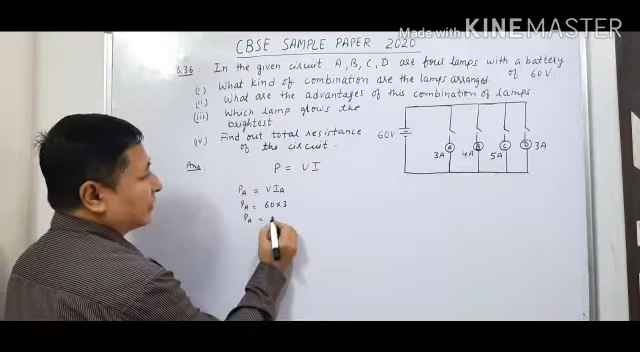 Made with KINEMASTER
CBSE SAMPLE PAPER 2020
S.36: In the given circuit A, B, C, D are four lamps with a battery of 60V.
(i) What kind of combination are the lamps arranged.
(ii) What are the advantages of this combination of lamps.
(iii) Which lamp glows the brightest
(iv) Find out total resistance of the circuit.
60V
A B C D
3A 4A 5A 3A
Ans: P = VI
PA = VIA
PA = 60×3
PA =